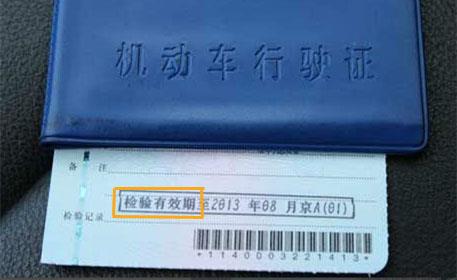 机动车行驶证
备 注
检验有效期至2013 年08 月京A(01)
检验记录
*1140003221413*